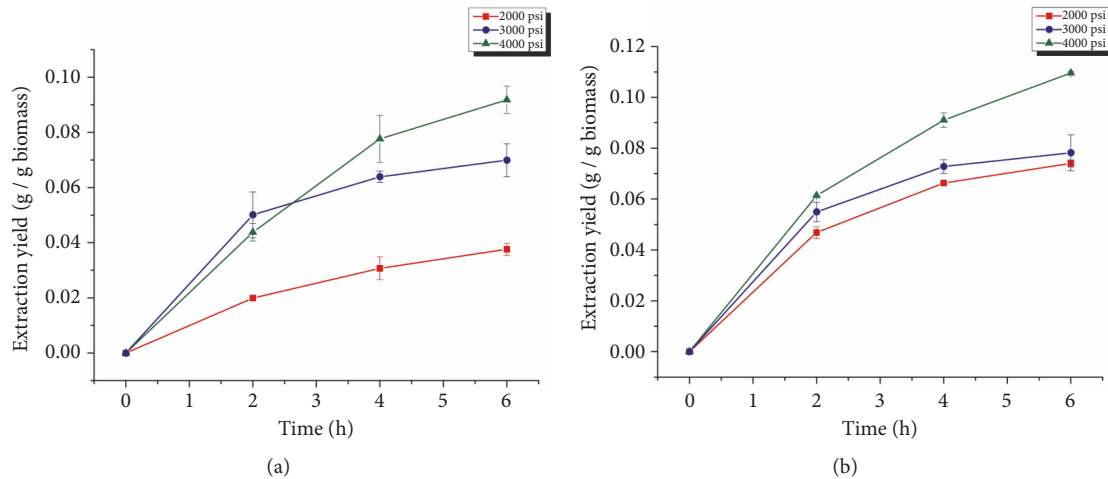 2000 psi
3000 psi
4000 psi
0.10
0.08
0.06
0.04
0.02
0.00
Extraction yield (g / g biomass)
0 1 2 3 4 5 6
Time (h)
(a)
2000 psi
3000 psi
4000 psi
0.12
0.10
0.08
0.06
0.04
0.02
0.00
Extraction yield (g / g biomass)
0 1 2 3 4 5 6
Time (h)
(b)